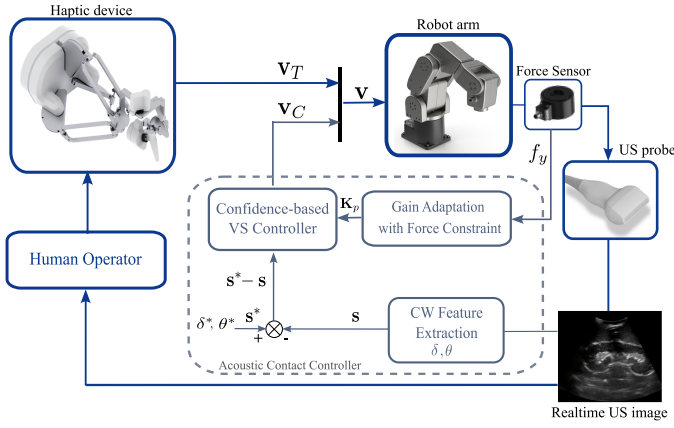 Haptic device
Robot arm
Force Sensor
US probe
v_T
v_C
v
f_y
Confidence-based
VS Controller
K_p
Gain Adaptation
with Force Constraint
Human Operator
s* − s
δ*, θ*
s*
+
-
s
CW Feature
Extraction
δ, θ
Acoustic Contact Controller
Realtime US image